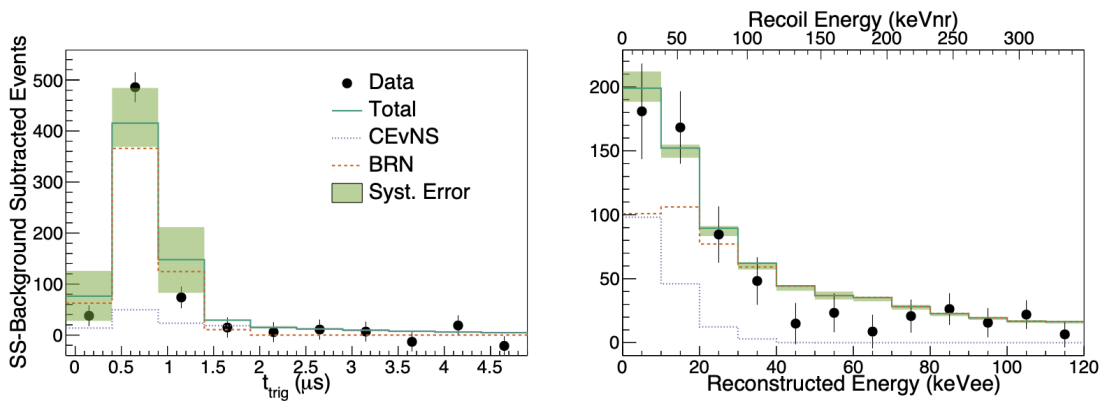 SS-Background Subtracted Events
500
400
300
200
100
0
0 0.5 1 1.5 2 2.5 3 3.5 4 4.5
t_trig (μs)
Data
Total
CEvNS
BRN
Syst. Error
Recoil Energy (keVnr)
0 50 100 150 200 250 300
200
150
100
50
0
0 20 40 60 80 100 120
Reconstructed Energy (keVee)